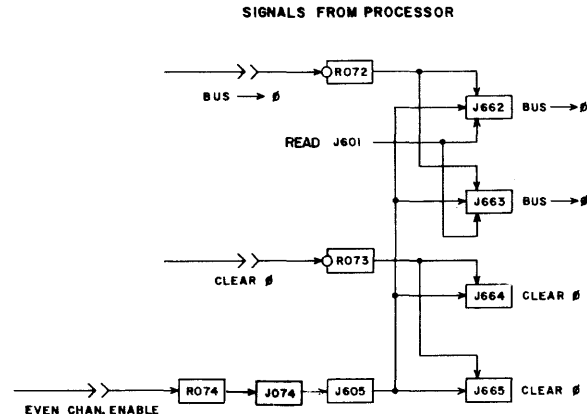 SIGNALS FROM PROCESSOR
R072
BUS → Ø
J662 BUS → Ø
READ J601
J663 BUS → Ø
R073
CLEAR Ø
J664 CLEAR Ø
R074 J074 J605 J665 CLEAR Ø
EVEN CHAN. ENABLE